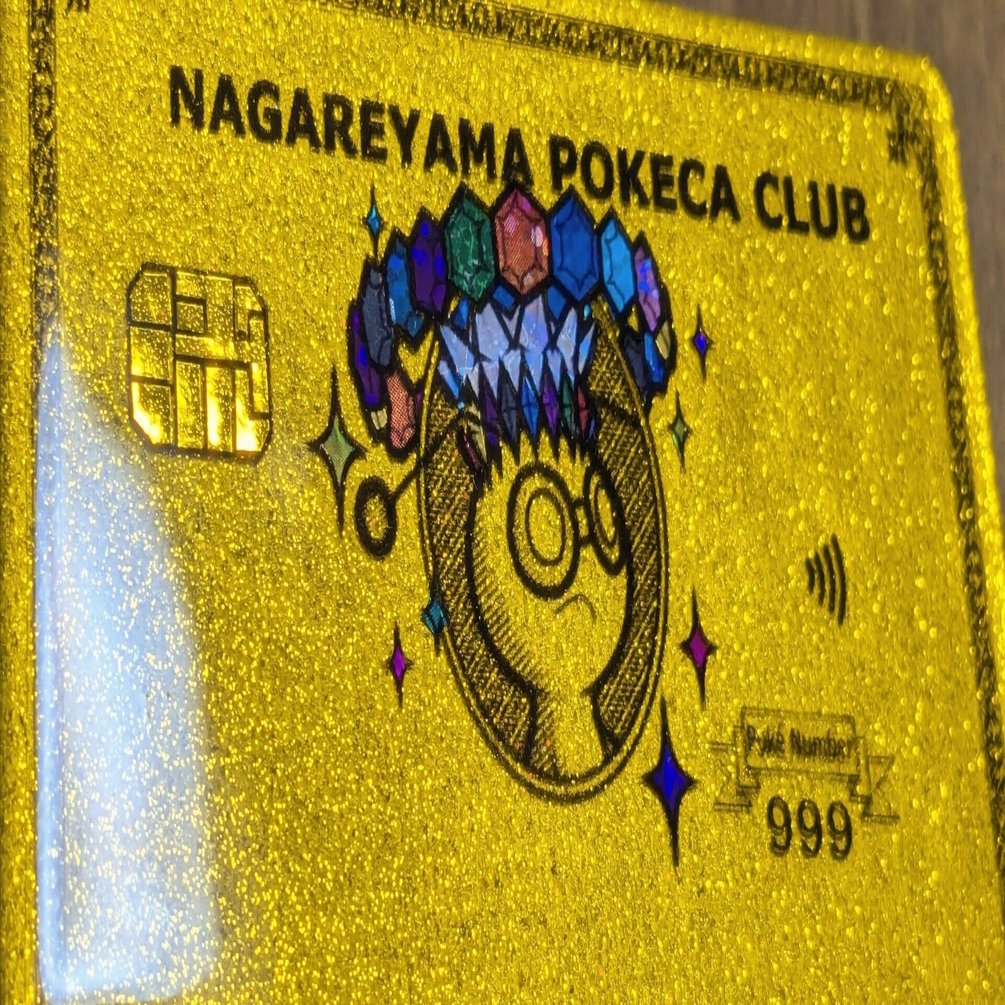 NAGAREYAMA POKECA CLUB
Poké Number
999